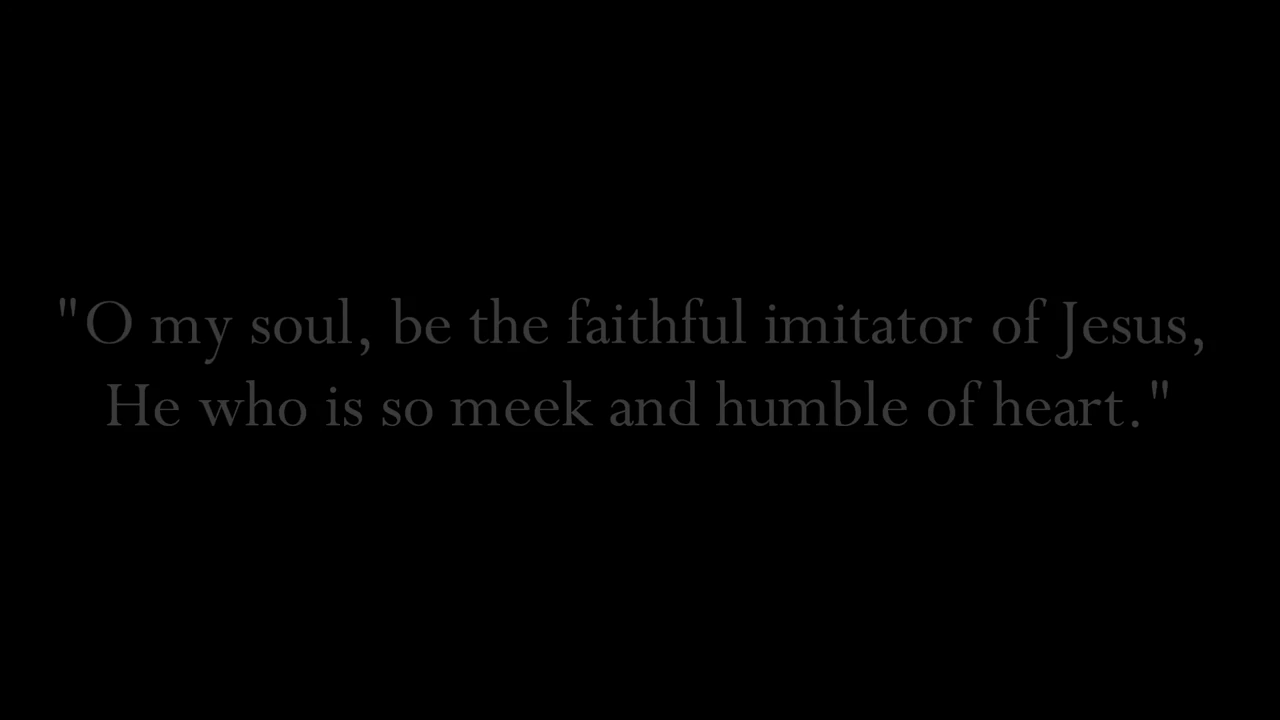 "O my soul, be the faithful imitator of Jesus,
He who is so meek and humble of heart."